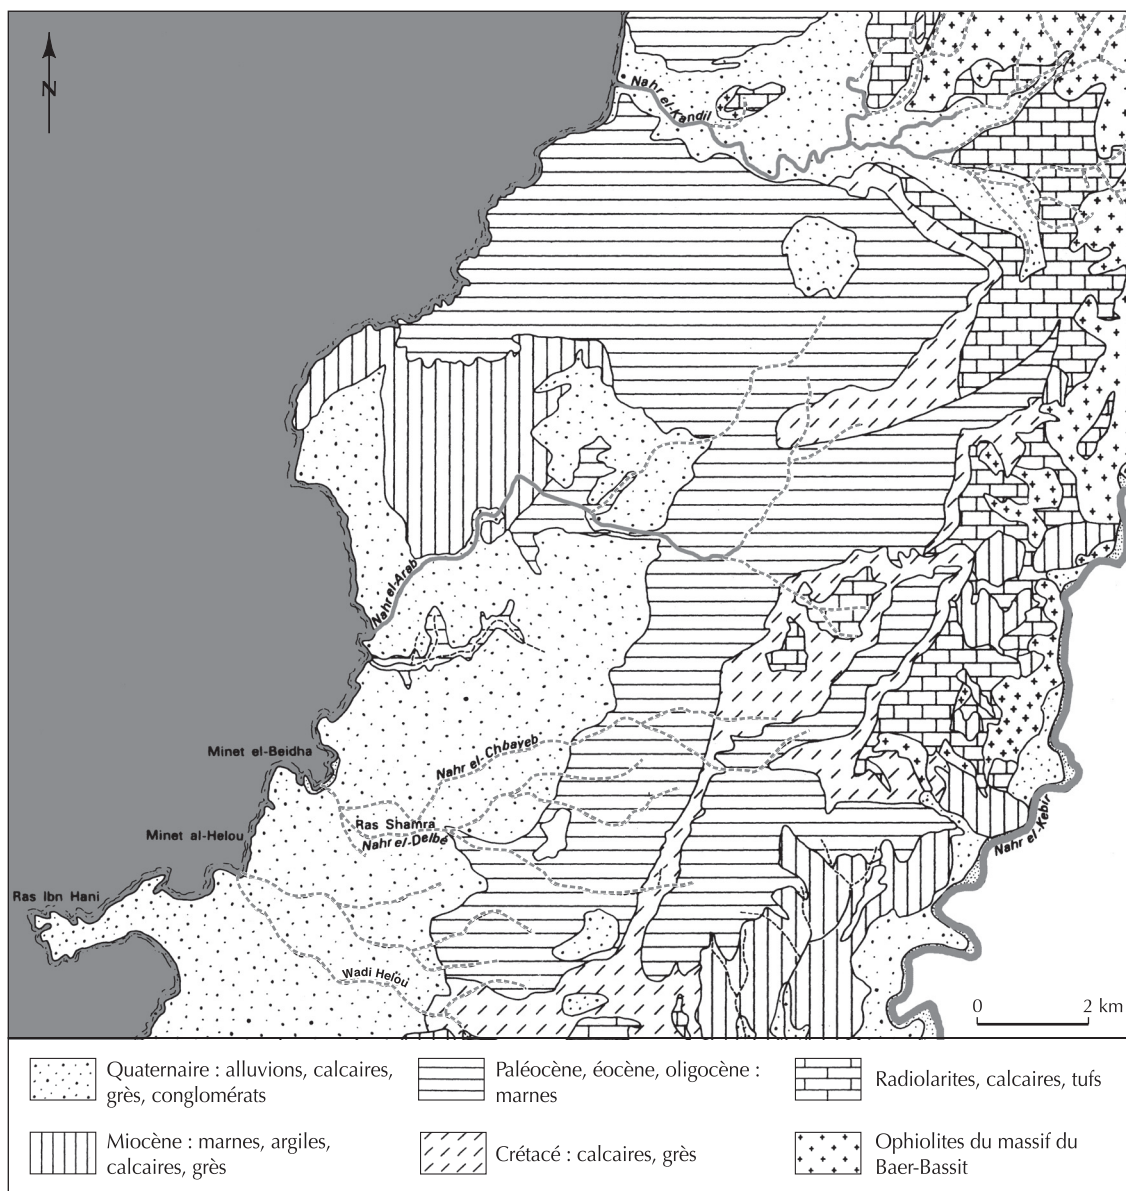 N
Nahr el-Kandil
Nahr el-Arab
Minet el-Beidha
Nahr el-Chbayeb
Minet al-Helou
Ras Shamra
Nahr el-Delbé
Nahr el-Kebir
Ras Ibn Hani
Wadi Helou
0 2 km
Quaternaire : alluvions, calcaires,
grès, conglomérats
Paléocène, éocène, oligocène :
marnes
Radiolarites, calcaires, tufs
Miocène : marnes, argiles,
calcaires, grès
Crétacé : calcaires, grès
Ophiolites du massif du
Baer-Bassit